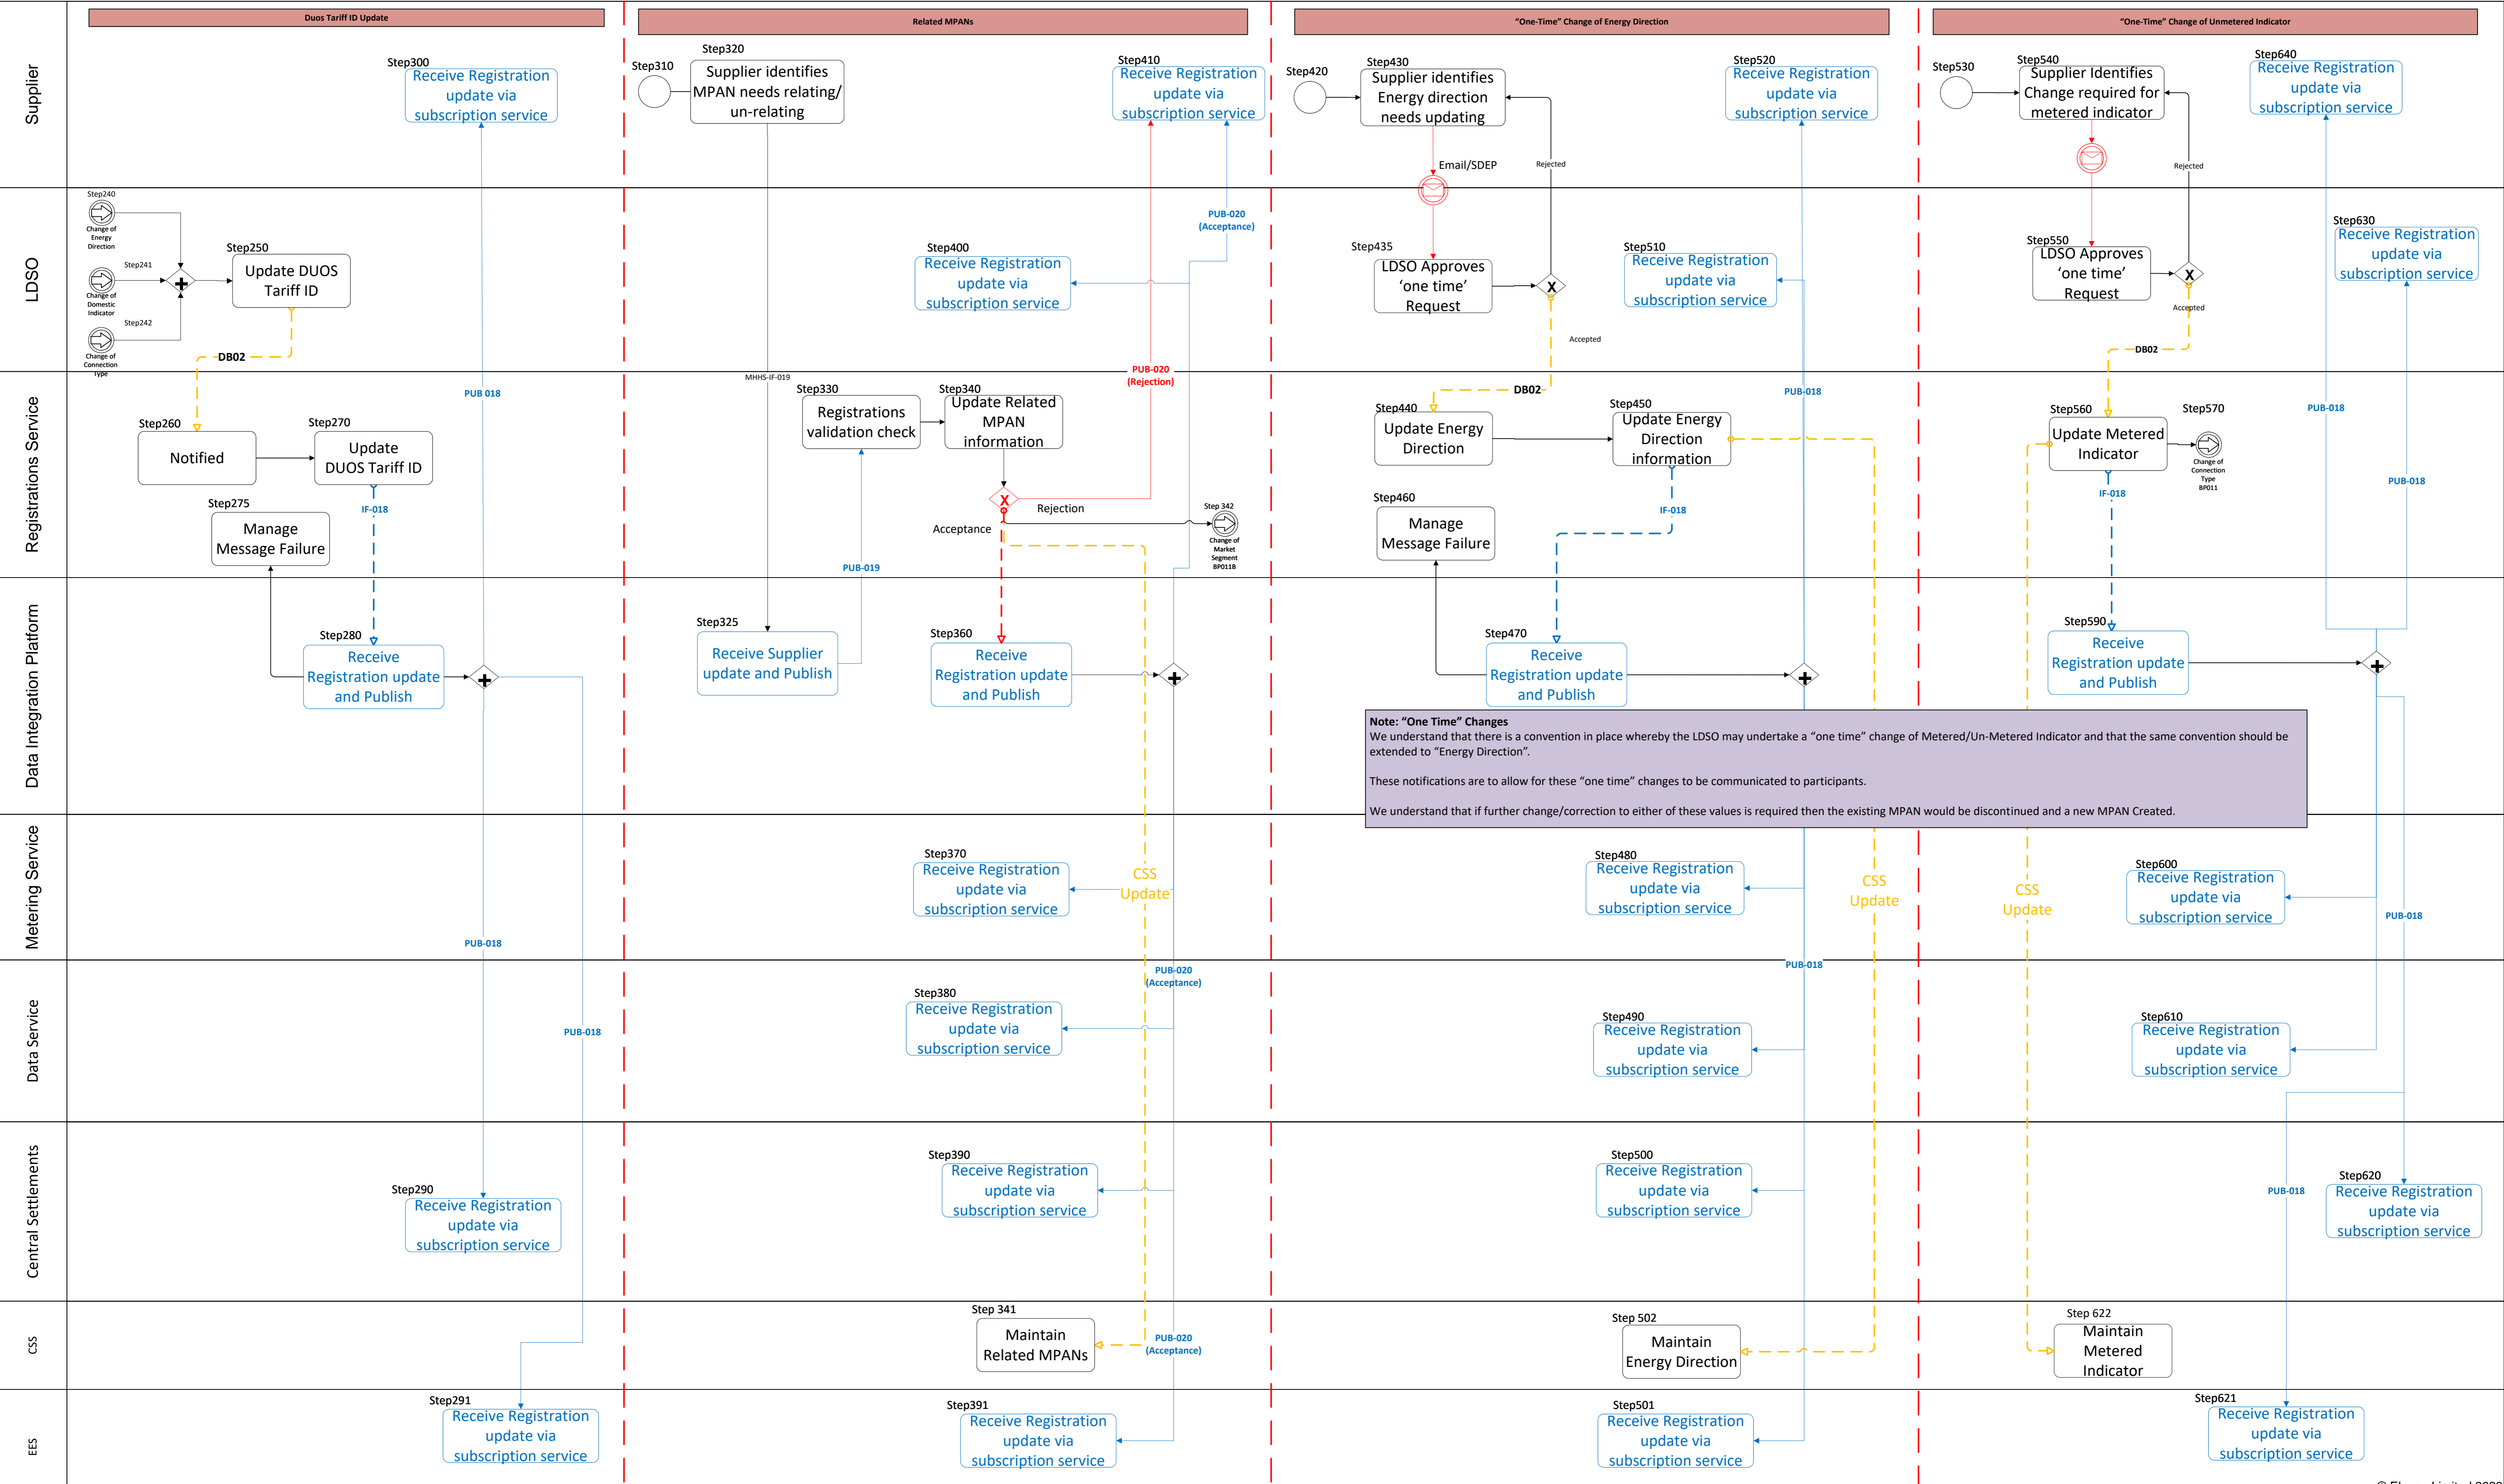 Duos Tariff ID Update
Related MPANs
“One-Time” Change of Energy Direction
“One-Time” Change of Unmetered Indicator
Supplier
Step300
Receive Registration
update via
subscription service
Step310
Step320
Supplier identifies
MPAN needs relating/
un-relating
Step410
Receive Registration
update via
subscription service
Step420
Step430
Supplier identifies
Energy direction
needs updating
Email/SDEP
Rejected
Step520
Receive Registration
update via
subscription service
Step530
Step540
Supplier Identifies
Change required for
metered indicator
Rejected
Step640
Receive Registration
update via
subscription service
LDSO
Step240
Change of
Energy
Direction
Step241
Change of
Domestic
Indicator
Step242
Change of
Connection
Type
Step250
Update DUOS
Tariff ID
DB02
Step400
Receive Registration
update via
subscription service
PUB-020
(Acceptance)
PUB-020
(Rejection)
Step435
LDSO Approves
‘one time’
Request
X
Accepted
Step510
Receive Registration
update via
subscription service
Step550
LDSO Approves
‘one time’
Request
X
Accepted
DB02
Step630
Receive Registration
update via
subscription service
Registrations Service
Step260
Notified
Step270
Update
DUOS Tariff ID
PUB 018
IF-018
Step275
Manage
Message Failure
MHHS-IF-019
Step330
Registrations
validation check
Step340
Update Related
MPAN
information
X
Rejection
Acceptance
PUB-019
Step 342
Change of
Market
Segment
BP011B
DB02
Step440
Update Energy
Direction
Step450
Update Energy
Direction
information
PUB-018
IF-018
Step460
Manage
Message Failure
Step560
Update Metered
Indicator
Step570
Change of
Connection
Type
BP011
IF-018
PUB-018
PUB-018
Data Integration Platform
Step280
Receive
Registration update
and Publish
Step325
Receive Supplier
update and Publish
Step360
Receive
Registration update
and Publish
Step470
Receive
Registration update
and Publish
Step590
Receive
Registration update
and Publish
Note: “One Time” Changes
We understand that there is a convention in place whereby the LDSO may undertake a “one time” change of Metered/Un-Metered Indicator and that the same convention should be
extended to “Energy Direction”.
These notifications are to allow for these “one time” changes to be communicated to participants.
We understand that if further change/correction to either of these values is required then the existing MPAN would be discontinued and a new MPAN Created.
Metering Service
PUB-018
Step370
Receive Registration
update via
subscription service
CSS
Update
Step480
Receive Registration
update via
subscription service
CSS
Update
CSS
Update
Step600
Receive Registration
update via
subscription service
PUB-018
Data Service
PUB-018
Step380
Receive Registration
update via
subscription service
PUB-020
(Acceptance)
PUB-018
Step490
Receive Registration
update via
subscription service
Step610
Receive Registration
update via
subscription service
Central Settlements
Step290
Receive Registration
update via
subscription service
Step390
Receive Registration
update via
subscription service
Step500
Receive Registration
update via
subscription service
PUB-018
Step620
Receive Registration
update via
subscription service
CSS
Step 341
Maintain
Related MPANs
PUB-020
(Acceptance)
Step 502
Maintain
Energy Direction
Step 622
Maintain
Metered
Indicator
EES
Step291
Receive Registration
update via
subscription service
Step391
Receive Registration
update via
subscription service
Step501
Receive Registration
update via
subscription service
Step621
Receive Registration
update via
subscription service